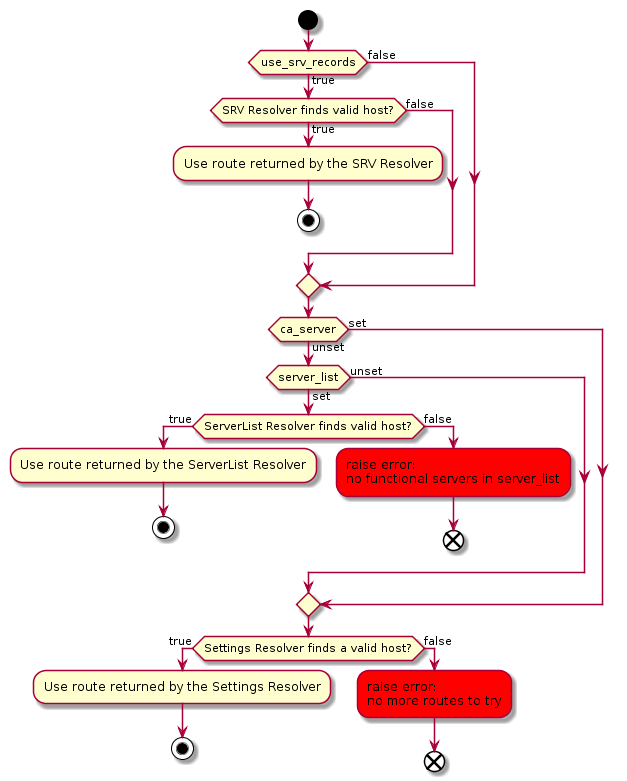 use_srv_records
false
true
SRV Resolver finds valid host?
false
true
Use route returned by the SRV Resolver
ca_server
set
unset
server_list
unset
set
true
ServerList Resolver finds valid host?
false
Use route returned by the ServerList Resolver
raise error:
no functional servers in server_list
true
Settings Resolver finds a valid host?
false
Use route returned by the Settings Resolver
raise error:
no more routes to try